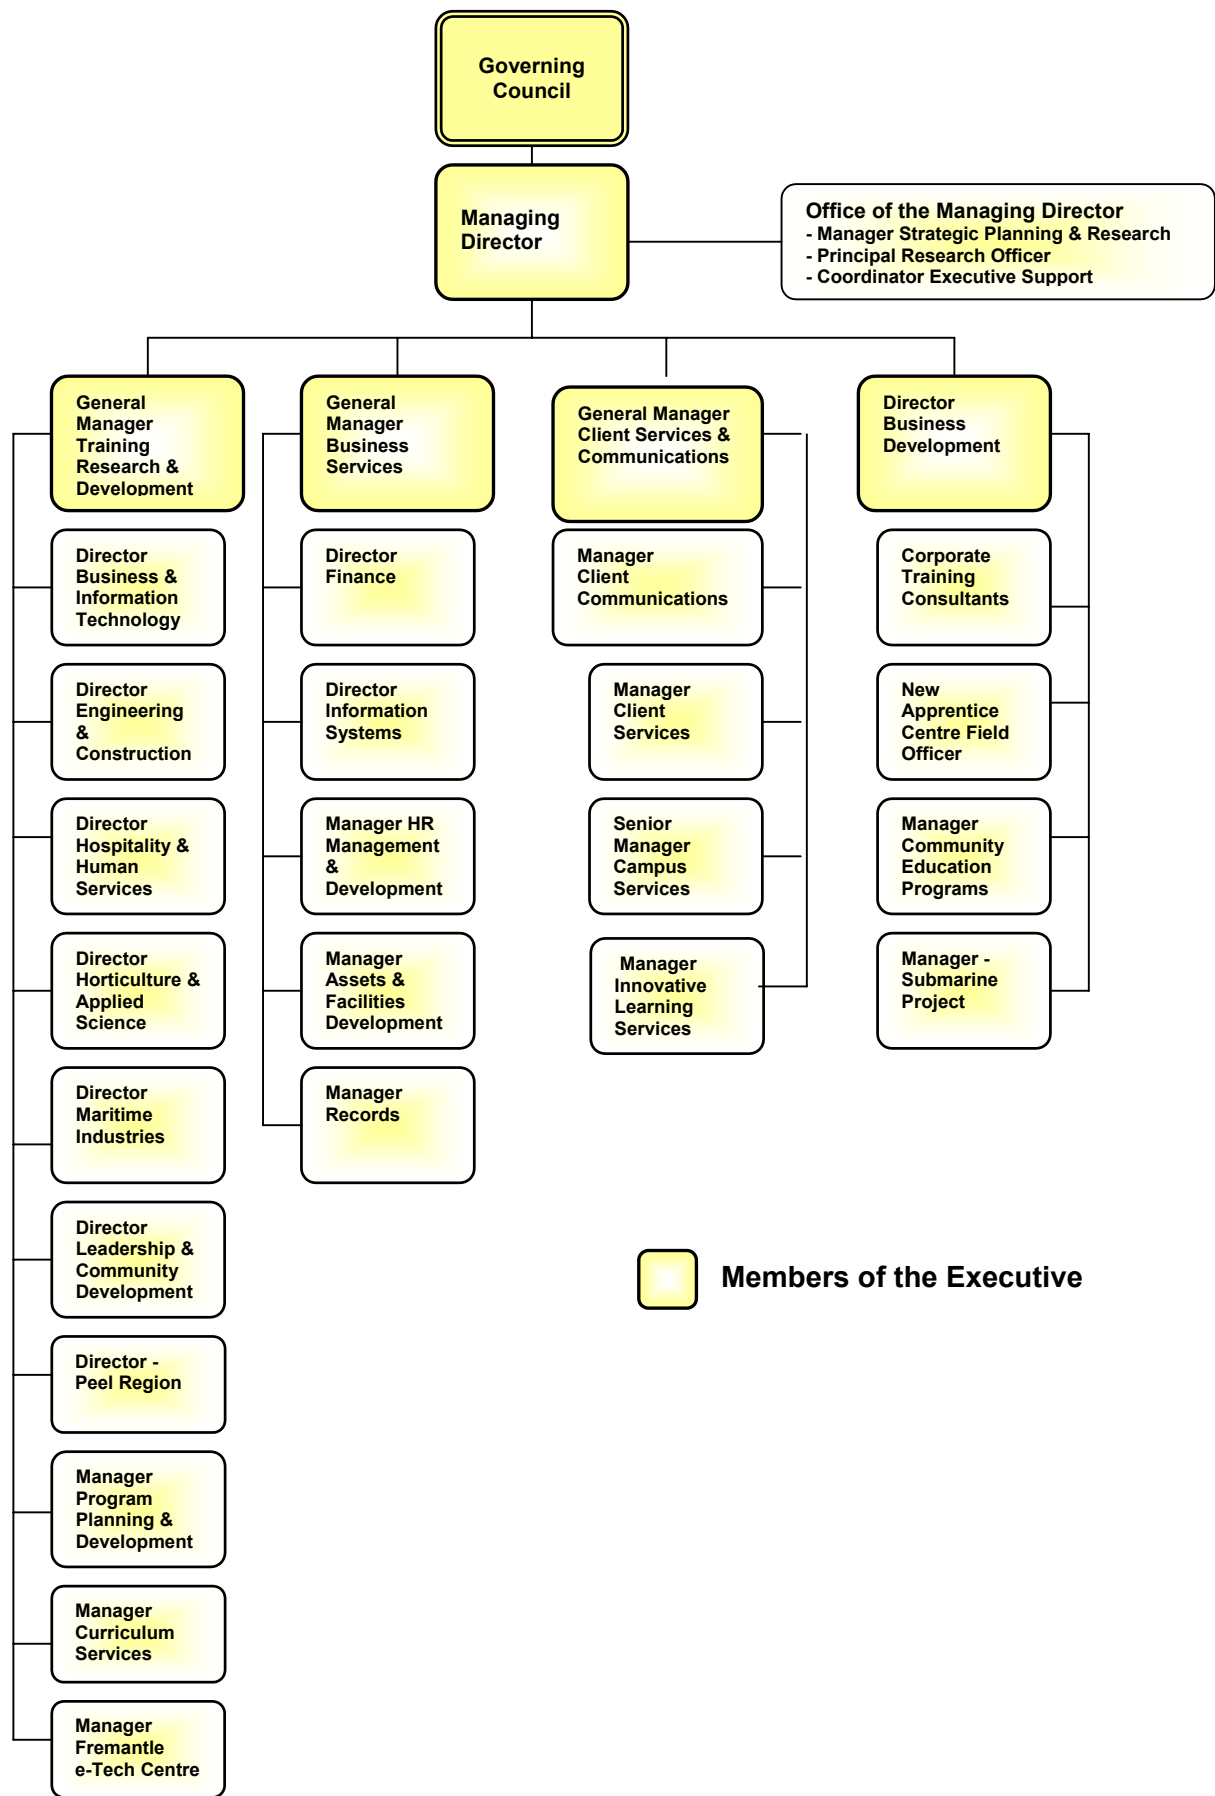 Governing
Council
Managing
Director
Office of the Managing Director
- Manager Strategic Planning & Research
- Principal Research Officer
- Coordinator Executive Support
General
Manager
Training
Research &
Development
Director
Business &
Information
Technology
Director
Engineering
&
Construction
Director
Hospitality &
Human
Services
Director
Horticulture &
Applied
Science
Director
Maritime
Industries
Director
Leadership &
Community
Development
Director -
Peel Region
Manager
Program
Planning &
Development
Manager
Curriculum
Services
Manager
Fremantle
e-Tech Centre
General
Manager
Business
Services
Director
Finance
Director
Information
Systems
Manager HR
Management
&
Development
Manager
Assets &
Facilities
Development
Manager
Records
General Manager
Client Services &
Communications
Manager
Client
Communications
Manager
Client
Services
Senior
Manager
Campus
Services
Manager
Innovative
Learning
Services
Director
Business
Development
Corporate
Training
Consultants
New
Apprentice
Centre Field
Officer
Manager
Community
Education
Programs
Manager -
Submarine
Project
Members of the Executive